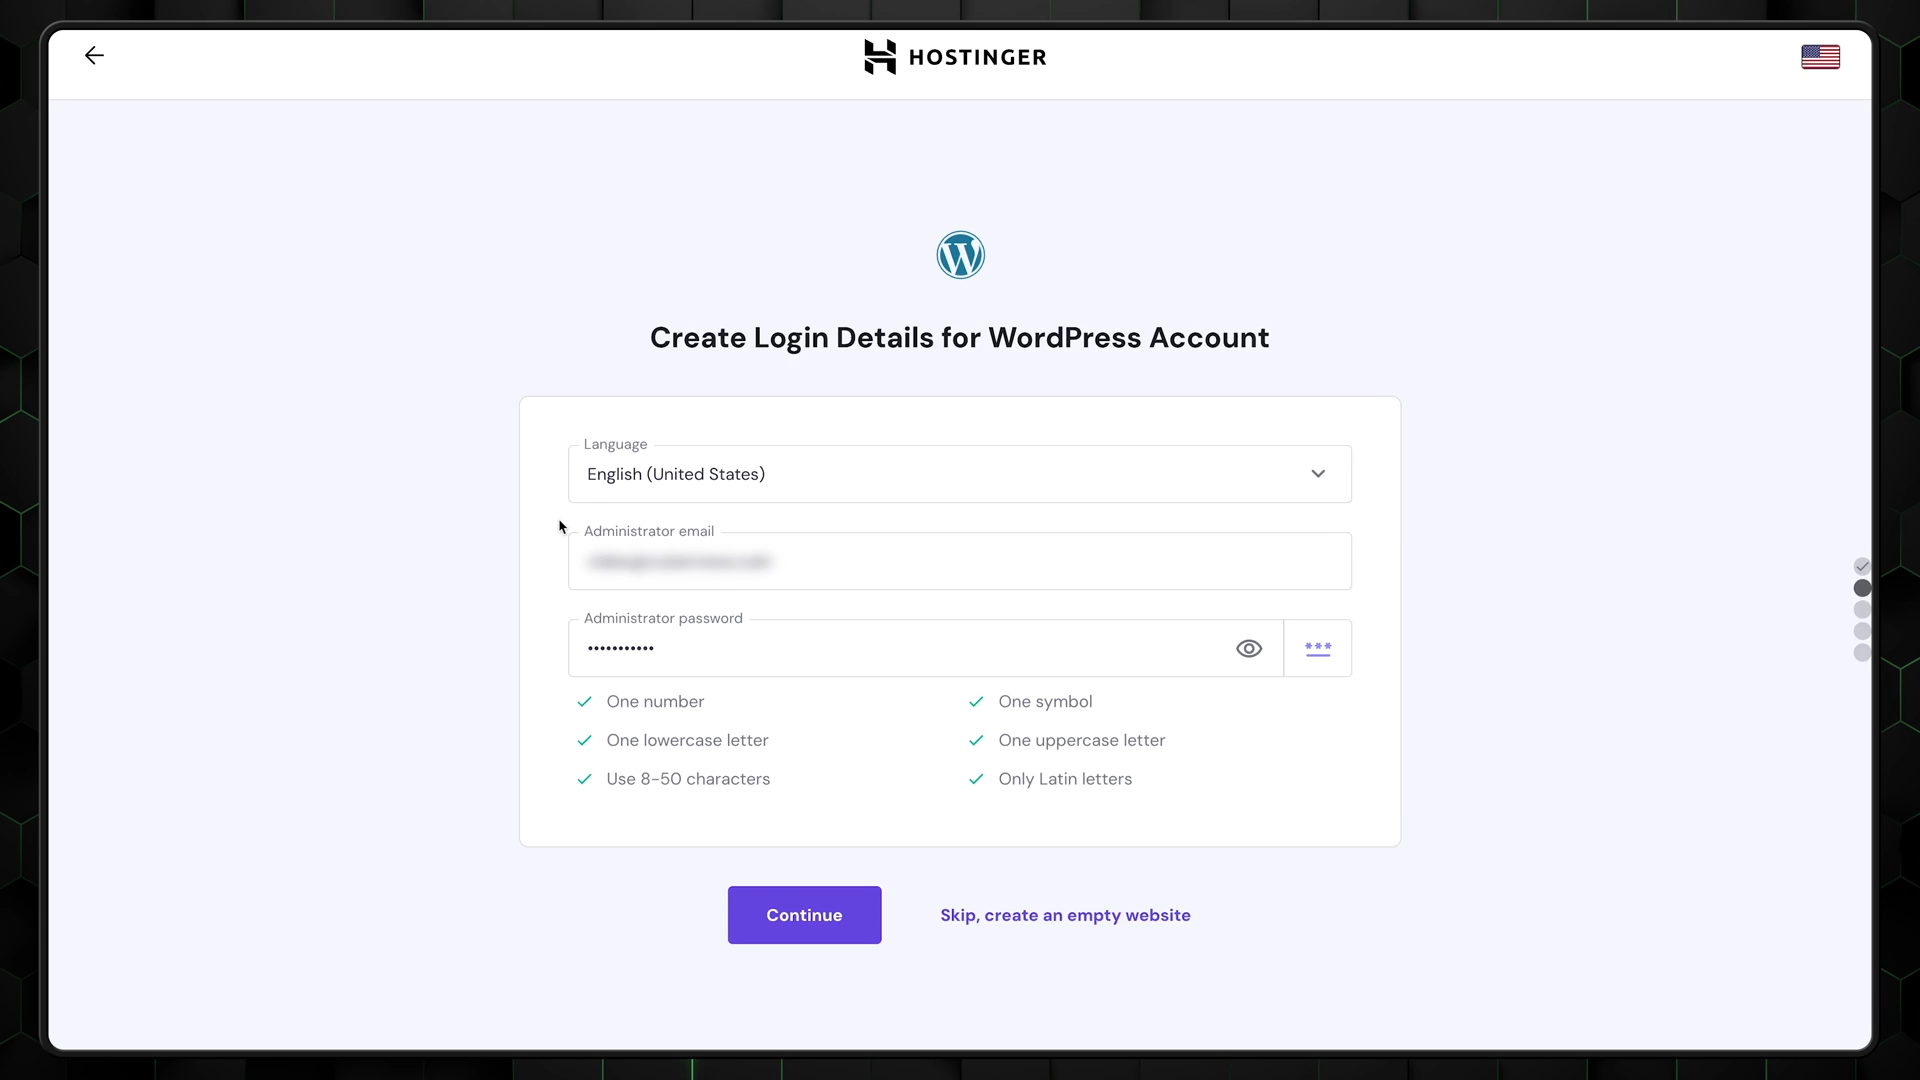 HOSTINGER
Create Login Details for WordPress Account
Language
English (United States)
Administrator email
Administrator password
•••••••••••
***
One number
One symbol
One lowercase letter
One uppercase letter
Use 8-50 characters
Only Latin letters
Continue
Skip, create an empty website